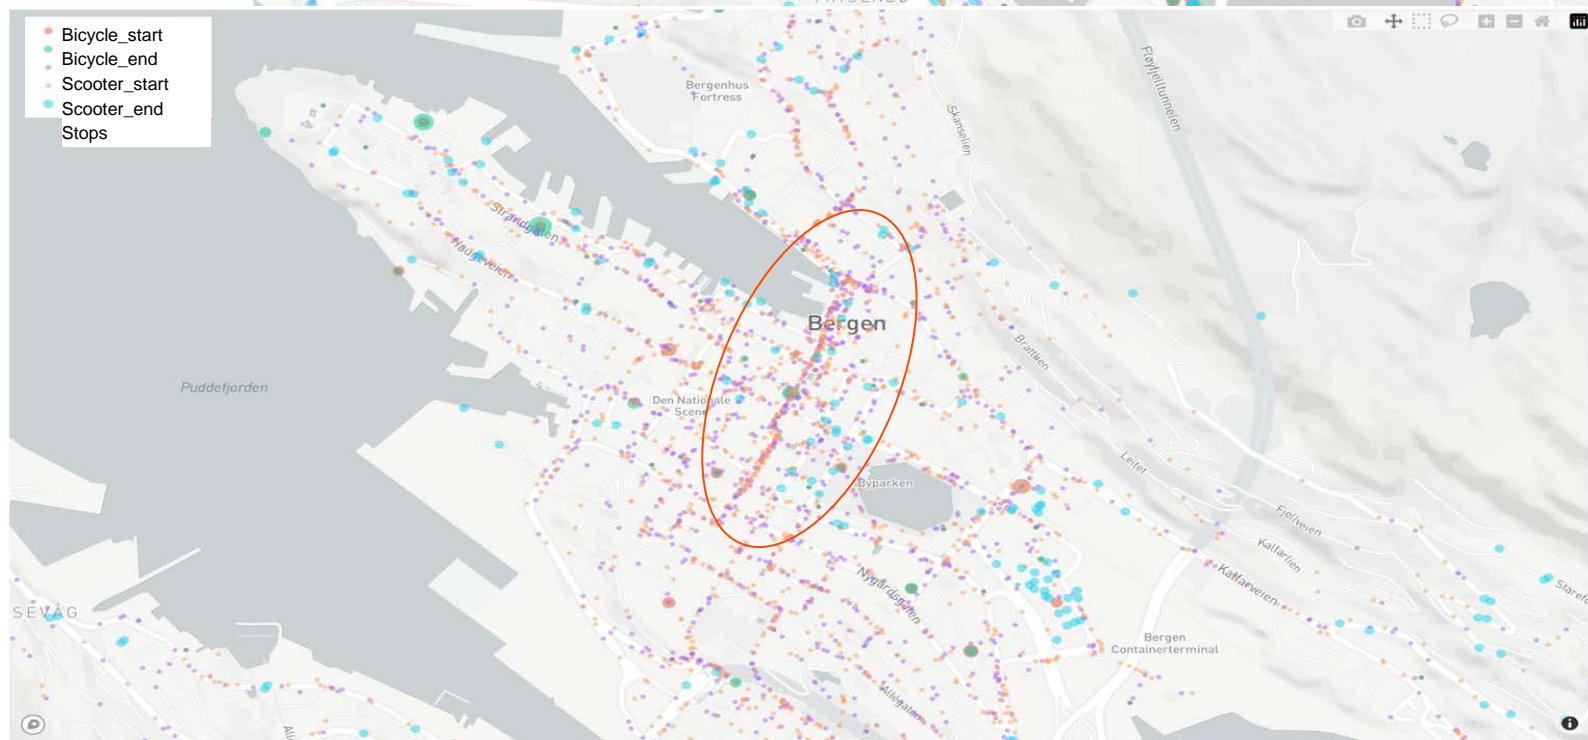 Bicycle_start
Bicycle_end
Scooter_start
Scooter_end
Stops
Bergenhus
Fortress
Skanselien
Fløyfjelltunnelen
Strandgaten
Haugeveien
Bergen
Brattlien
Puddefjorden
Den Nationale
Scene
Byparken
Leitet
Fjellveien
Kalfarlien
Kalfarveien
Nygårdsgaten
SEVÅG
Bergen
Containerterminal
Allégaten